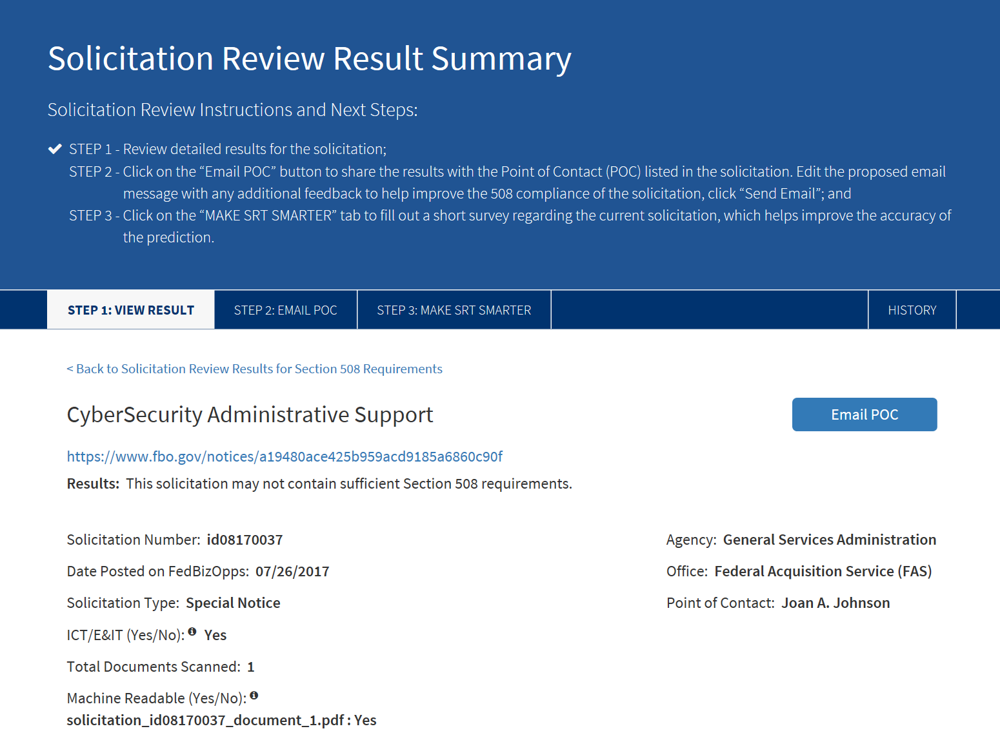 Solicitation Review Result Summary
Solicitation Review Instructions and Next Steps:
STEP 1 - Review detailed results for the solicitation;
STEP 2 - Click on the “Email POC” button to share the results with the Point of Contact (POC) listed in the solicitation. Edit the proposed email
message with any additional feedback to help improve the 508 compliance of the solicitation, click “Send Email”; and
STEP 3 - Click on the “MAKE SRT SMARTER” tab to fill out a short survey regarding the current solicitation, which helps improve the accuracy of
the prediction.
STEP 1: VIEW RESULT STEP 2: EMAIL POC STEP 3: MAKE SRT SMARTER HISTORY
< Back to Solicitation Review Results for Section 508 Requirements
CyberSecurity Administrative Support Email POC
https://www.fbo.gov/notices/a19480ace425b959acd9185a6860c90f
Results: This solicitation may not contain sufficient Section 508 requirements.
Solicitation Number: id08170037
Date Posted on FedBizOpps: 07/26/2017
Solicitation Type: Special Notice
ICT/E&IT (Yes/No): Yes
Total Documents Scanned: 1
Machine Readable (Yes/No):
solicitation_id08170037_document_1.pdf : Yes
Agency: General Services Administration
Office: Federal Acquisition Service (FAS)
Point of Contact: Joan A. Johnson